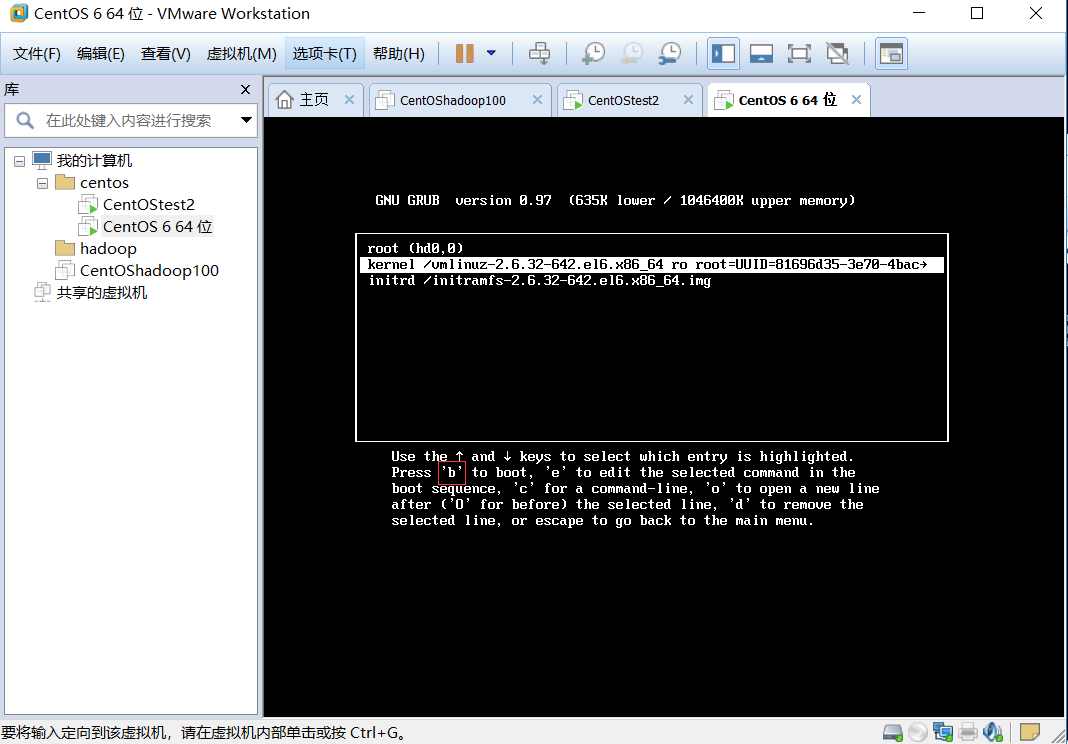 CentOS 6 64 位 - VMware Workstation
文件(F) 编辑(E) 查看(V) 虚拟机(M) 选项卡(T) 帮助(H)
库
主页 CentOShadoop100 CentOStest2 CentOS 6 64 位
在此处键入内容进行搜索
我的计算机
centos
CentOStest2
CentOS 6 64 位
hadoop
CentOShadoop100
共享的虚拟机
GNU GRUB version 0.97 (635K lower / 1046400K upper memory)
root (hd0,0)
kernel /vmlinuz-2.6.32-642.el6.x86_64 ro root=UUID=81696d35-3e70-4bac→
initrd /initramfs-2.6.32-642.el6.x86_64.img
Use the ↑ and ↓ keys to select which entry is highlighted.
Press 'b' to boot, 'e' to edit the selected command in the
boot sequence, 'c' for a command-line, 'o' to open a new line
after ('O' for before) the selected line, 'd' to remove the
selected line, or escape to go back to the main menu.
要将输入定向到该虚拟机，请在虚拟机内部单击或按 Ctrl+G。